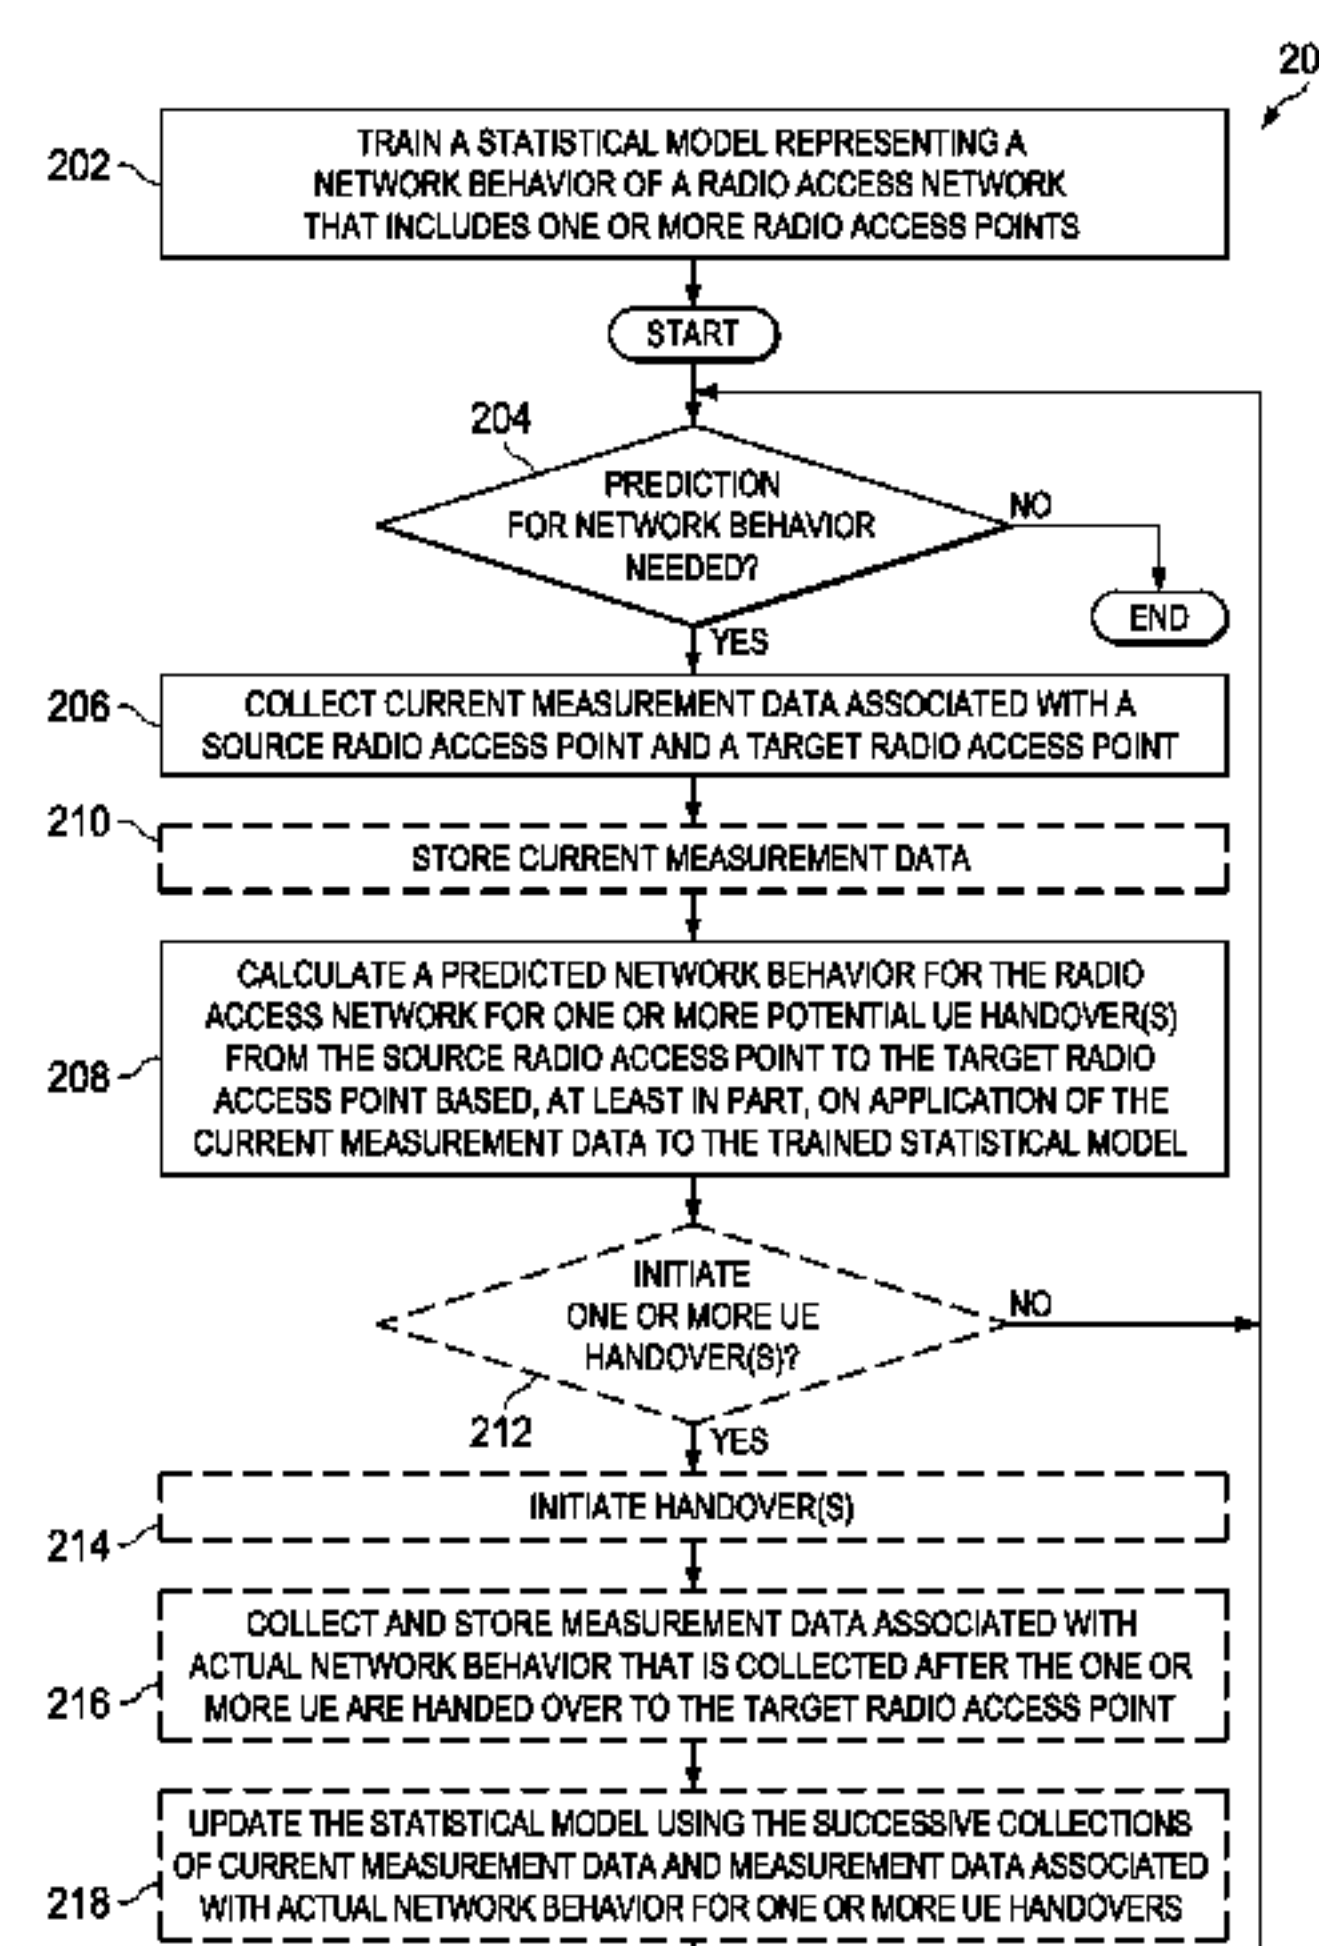 20
202
TRAIN A STATISTICAL MODEL REPRESENTING A
NETWORK BEHAVIOR OF A RADIO ACCESS NETWORK
THAT INCLUDES ONE OR MORE RADIO ACCESS POINTS
START
204
PREDICTION
FOR NETWORK BEHAVIOR
NEEDED?
NO
END
YES
206
COLLECT CURRENT MEASUREMENT DATA ASSOCIATED WITH A
SOURCE RADIO ACCESS POINT AND A TARGET RADIO ACCESS POINT
210
STORE CURRENT MEASUREMENT DATA
208
CALCULATE A PREDICTED NETWORK BEHAVIOR FOR THE RADIO
ACCESS NETWORK FOR ONE OR MORE POTENTIAL UE HANDOVER(S)
FROM THE SOURCE RADIO ACCESS POINT TO THE TARGET RADIO
ACCESS POINT BASED, AT LEAST IN PART, ON APPLICATION OF THE
CURRENT MEASUREMENT DATA TO THE TRAINED STATISTICAL MODEL
INITIATE
ONE OR MORE UE
HANDOVER(S)?
NO
212
YES
INITIATE HANDOVER(S)
214
COLLECT AND STORE MEASUREMENT DATA ASSOCIATED WITH
ACTUAL NETWORK BEHAVIOR THAT IS COLLECTED AFTER THE ONE OR
MORE UE ARE HANDED OVER TO THE TARGET RADIO ACCESS POINT
216
UPDATE THE STATISTICAL MODEL USING THE SUCCESSIVE COLLECTIONS
OF CURRENT MEASUREMENT DATA AND MEASUREMENT DATA ASSOCIATED
WITH ACTUAL NETWORK BEHAVIOR FOR ONE OR MORE UE HANDOVERS
218